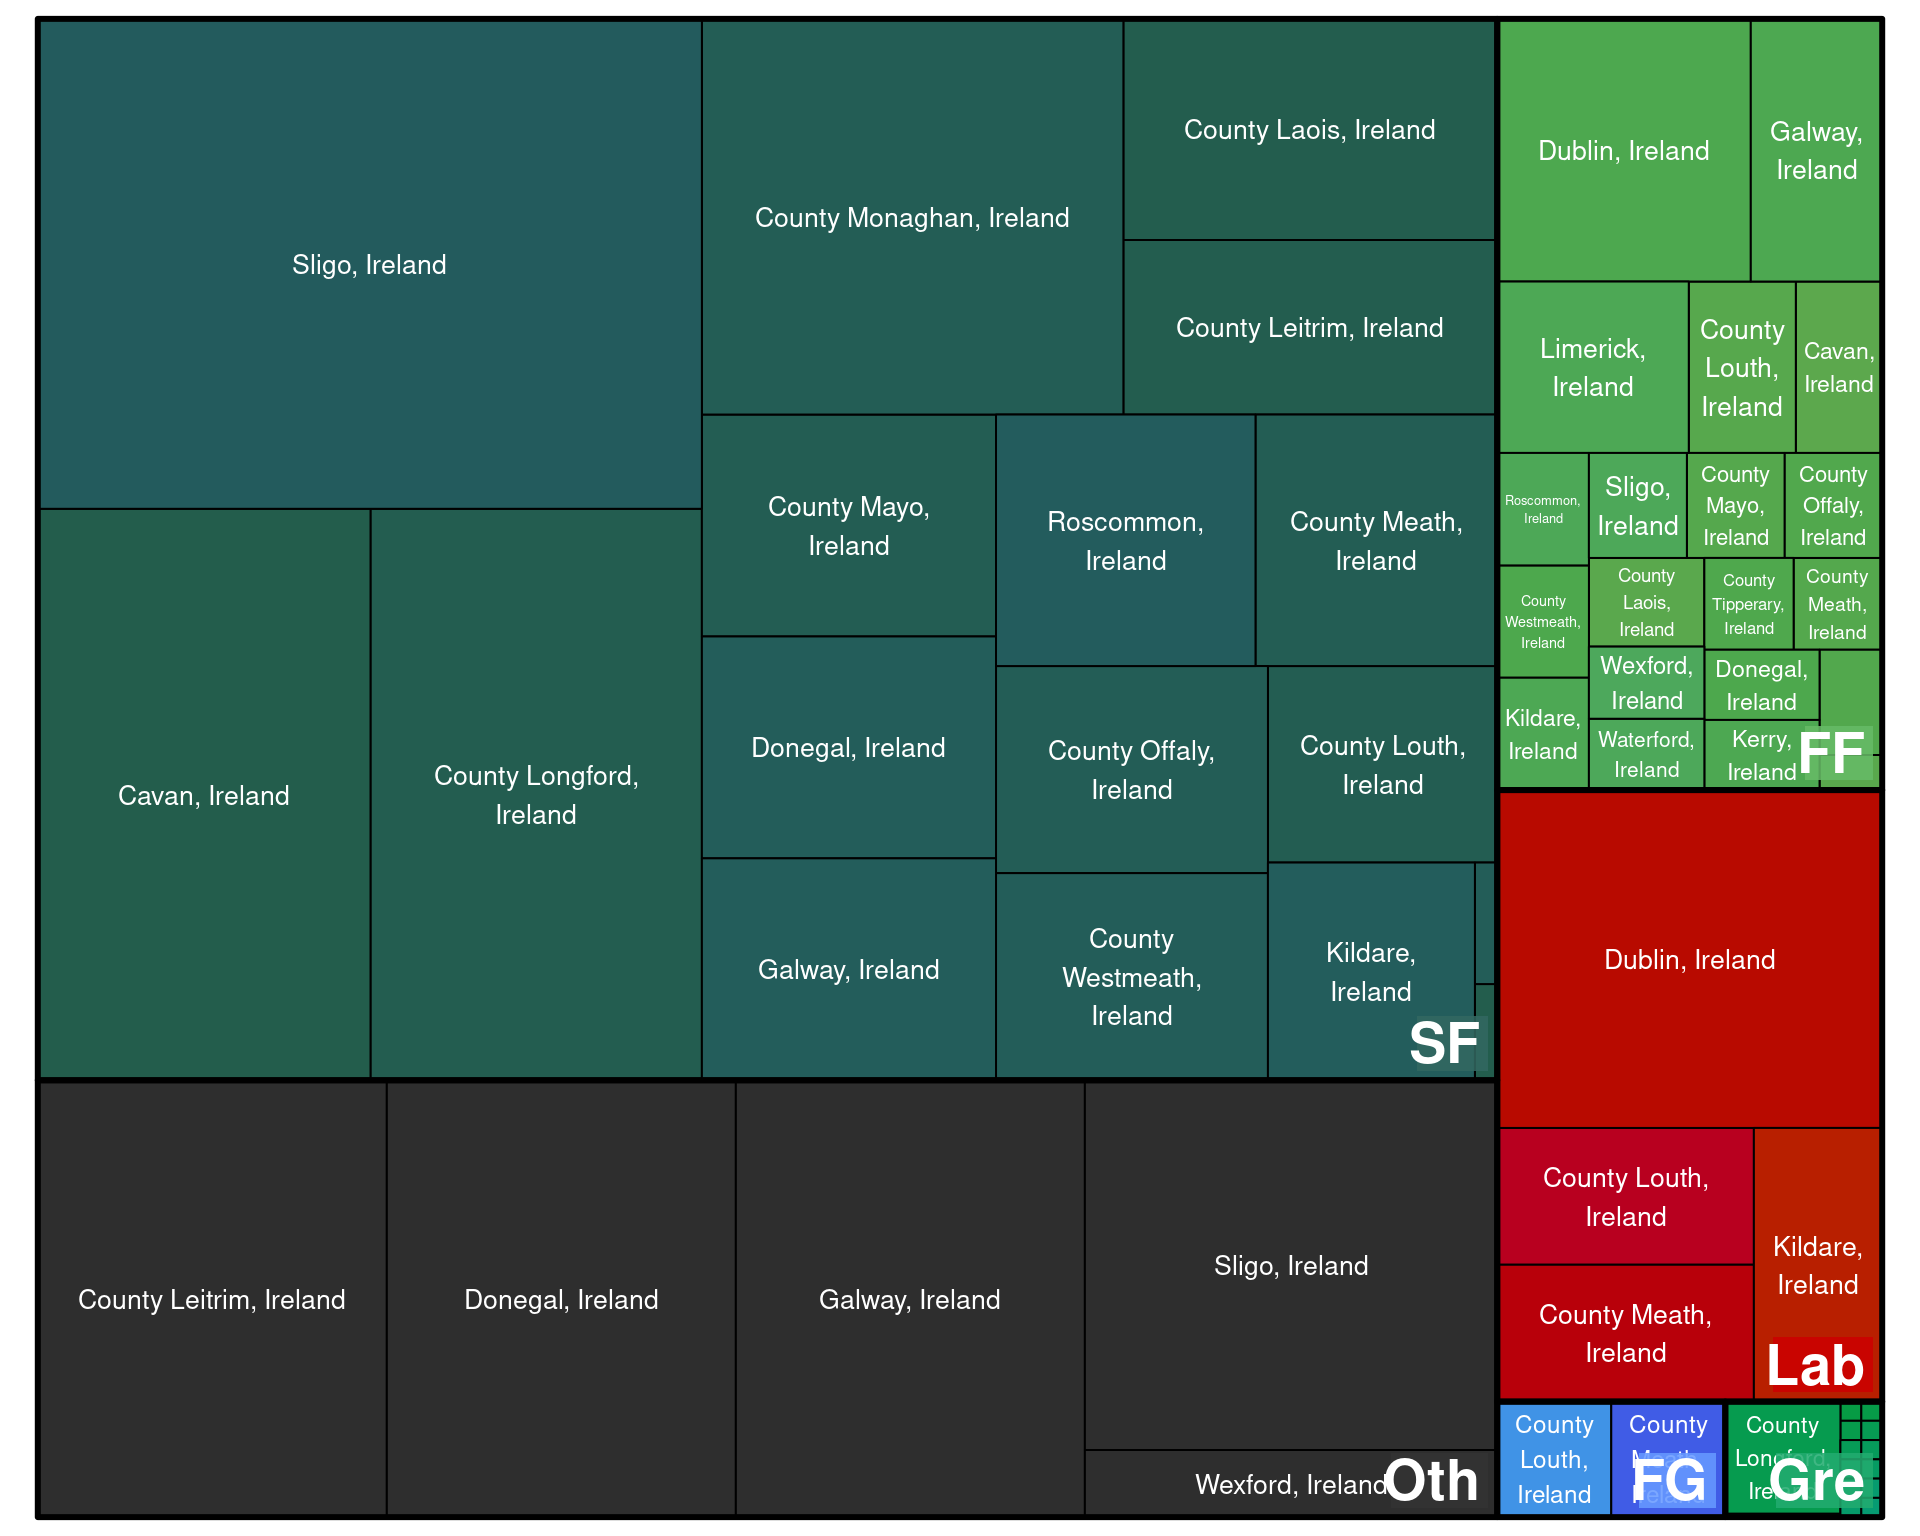 Sligo, Ireland
County Monaghan, Ireland
County Laois, Ireland
County Leitrim, Ireland
Cavan, Ireland
County Longford,
Ireland
County Mayo,
Ireland
Donegal, Ireland
Galway, Ireland
Roscommon,
Ireland
County Meath,
Ireland
County Offaly,
Ireland
County Louth,
Ireland
County
Westmeath,
Ireland
Kildare,
Ireland
SF
County Leitrim, Ireland
Donegal, Ireland
Galway, Ireland
Sligo, Ireland
Wexford, Ireland
Oth
Dublin, Ireland
Galway,
Ireland
Limerick,
Ireland
County
Louth,
Ireland
Cavan,
Ireland
Roscommon,
Ireland
County
Westmeath,
Ireland
Kildare,
Ireland
Sligo,
Ireland
County
Mayo,
Ireland
County
Offaly,
Ireland
County
Laois,
Ireland
County
Tipperary,
Ireland
County
Meath,
Ireland
Wexford,
Ireland
Waterford,
Ireland
Donegal,
Ireland
Kerry,
Ireland
FF
Dublin, Ireland
County Louth,
Ireland
County Meath,
Ireland
Kildare,
Ireland
Lab
County
Louth,
Ireland
County
Meath,
Ireland
FG
County
Longford,
Ireland
Gre